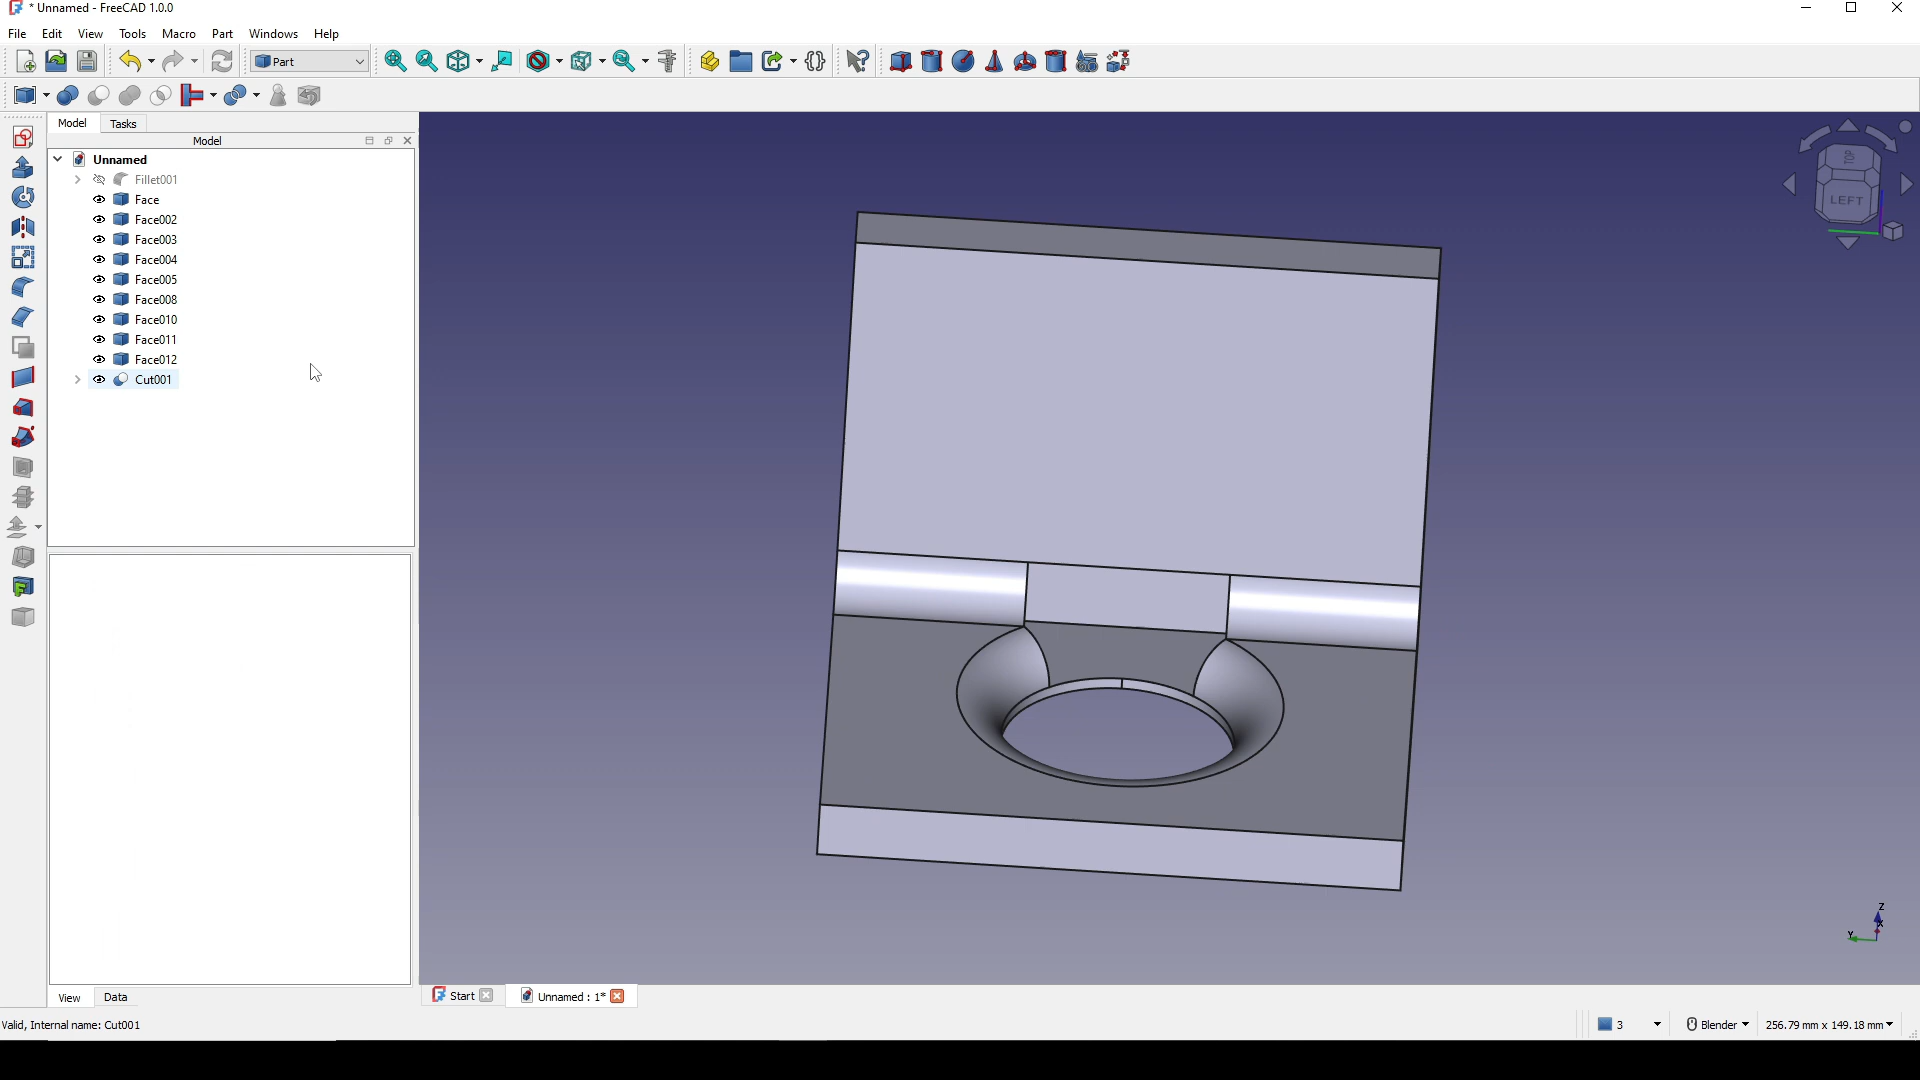 * Unnamed - FreeCAD 1.0.0
File Edit View Tools Macro Part Windows Help
Part
Model Tasks
Model
Unnamed
Fillet001
Face
Face002
Face003
Face004
Face005
Face008
Face010
Face011
Face012
Cut001
TOP
LEFT
Z
X
Y
View Data
Start Unnamed : 1*
Valid, Internal name: Cut001
3 Blender 256.79 mm x 149.18 mm